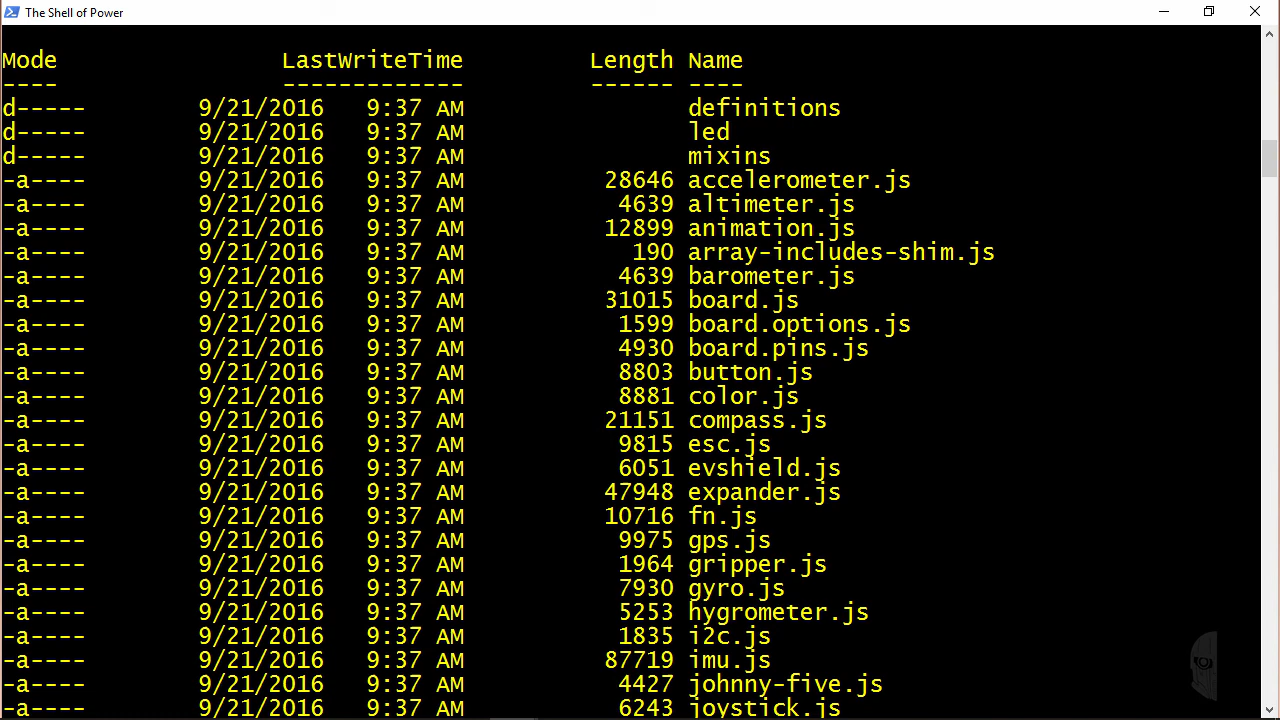 The Shell of Power
Mode LastWriteTime Length Name
---- ------------- ------ ----
d----- 9/21/2016 9:37 AM definitions
d----- 9/21/2016 9:37 AM led
d----- 9/21/2016 9:37 AM mixins
-a---- 9/21/2016 9:37 AM 28646 accelerometer.js
-a---- 9/21/2016 9:37 AM 4639 altimeter.js
-a---- 9/21/2016 9:37 AM 12899 animation.js
-a---- 9/21/2016 9:37 AM 190 array-includes-shim.js
-a---- 9/21/2016 9:37 AM 4639 barometer.js
-a---- 9/21/2016 9:37 AM 31015 board.js
-a---- 9/21/2016 9:37 AM 1599 board.options.js
-a---- 9/21/2016 9:37 AM 4930 board.pins.js
-a---- 9/21/2016 9:37 AM 8803 button.js
-a---- 9/21/2016 9:37 AM 8881 color.js
-a---- 9/21/2016 9:37 AM 21151 compass.js
-a---- 9/21/2016 9:37 AM 9815 esc.js
-a---- 9/21/2016 9:37 AM 6051 evshield.js
-a---- 9/21/2016 9:37 AM 47948 expander.js
-a---- 9/21/2016 9:37 AM 10716 fn.js
-a---- 9/21/2016 9:37 AM 9975 gps.js
-a---- 9/21/2016 9:37 AM 1964 gripper.js
-a---- 9/21/2016 9:37 AM 7930 gyro.js
-a---- 9/21/2016 9:37 AM 5253 hygrometer.js
-a---- 9/21/2016 9:37 AM 1835 i2c.js
-a---- 9/21/2016 9:37 AM 87719 imu.js
-a---- 9/21/2016 9:37 AM 4427 johnny-five.js
-a---- 9/21/2016 9:37 AM 6243 joystick.js